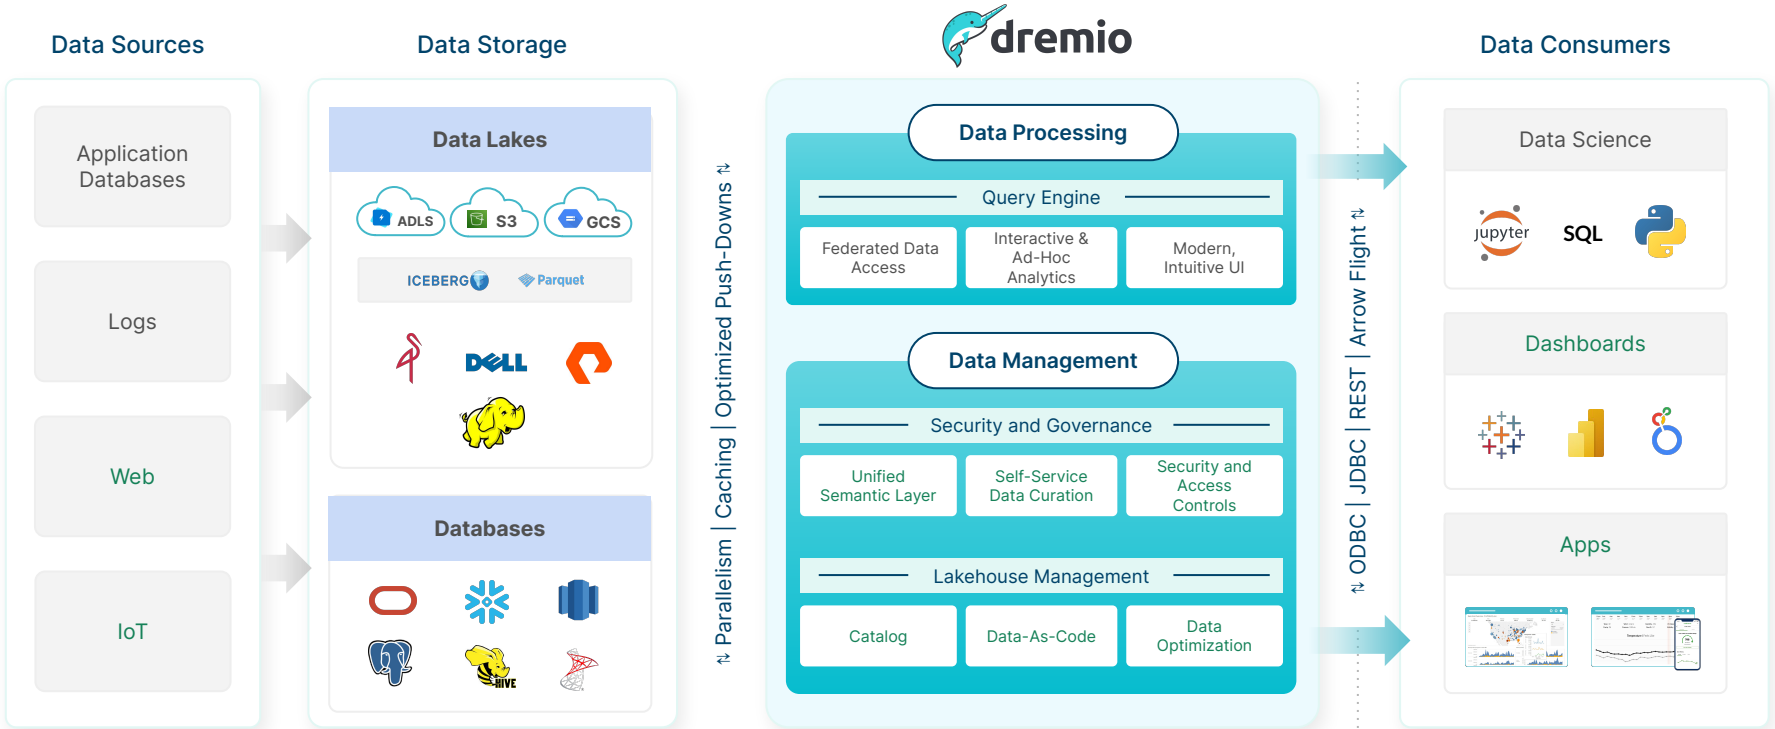 Data Sources
Application
Databases
Logs
Web
IoT
Data Storage
Data Lakes
ADLS
S3
GCS
ICEBERG
Parquet
DELL
Databases
HIVE
⇄ Parallelism | Caching | Optimized Push-Downs ⇄
dremio
Data Processing
Query Engine
Federated Data
Access
Interactive &
Ad-Hoc
Analytics
Modern,
Intuitive UI
Data Management
Security and Governance
Unified
Semantic Layer
Self-Service
Data Curation
Security and
Access
Controls
Lakehouse Management
Catalog
Data-As-Code
Data
Optimization
⇄ ODBC | JDBC | REST | Arrow Flight ⇄
Data Consumers
Data Science
jupyter
SQL
Dashboards
Apps